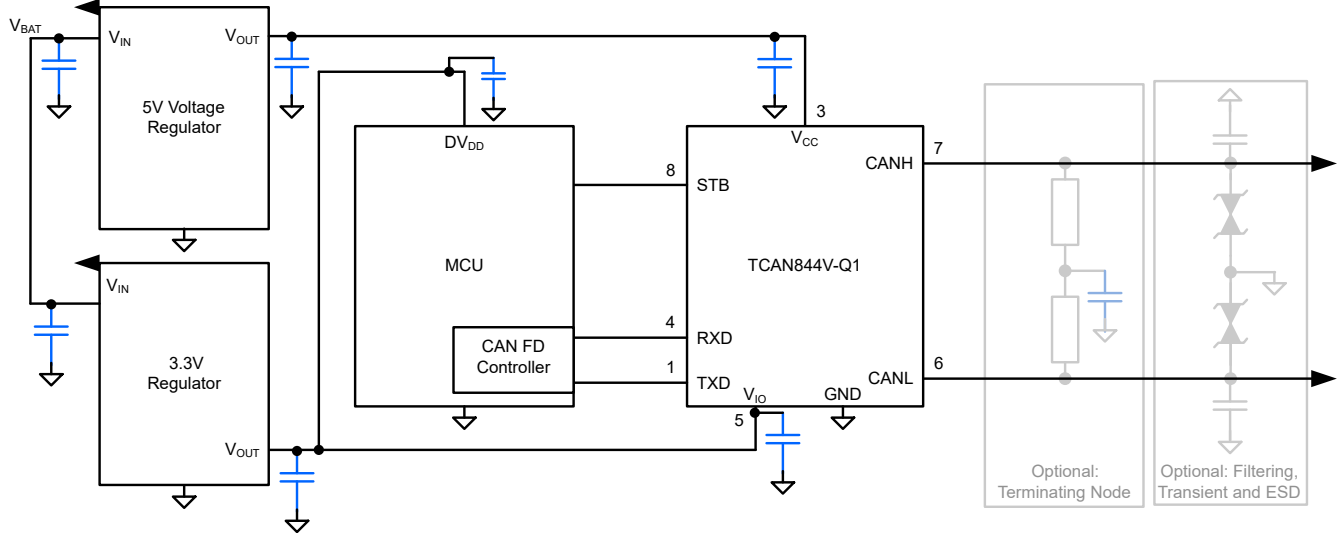 VBAT
VIN
VOUT
5V Voltage
Regulator
3
VCC
DVDD
CANH
7
8
STB
MCU
TCAN844V-Q1
VIN
4
RXD
CAN FD
Controller
3.3V
Regulator
1
TXD
CANL
6
VIO
GND
5
VOUT
Optional:
Terminating Node
Optional: Filtering,
Transient and ESD